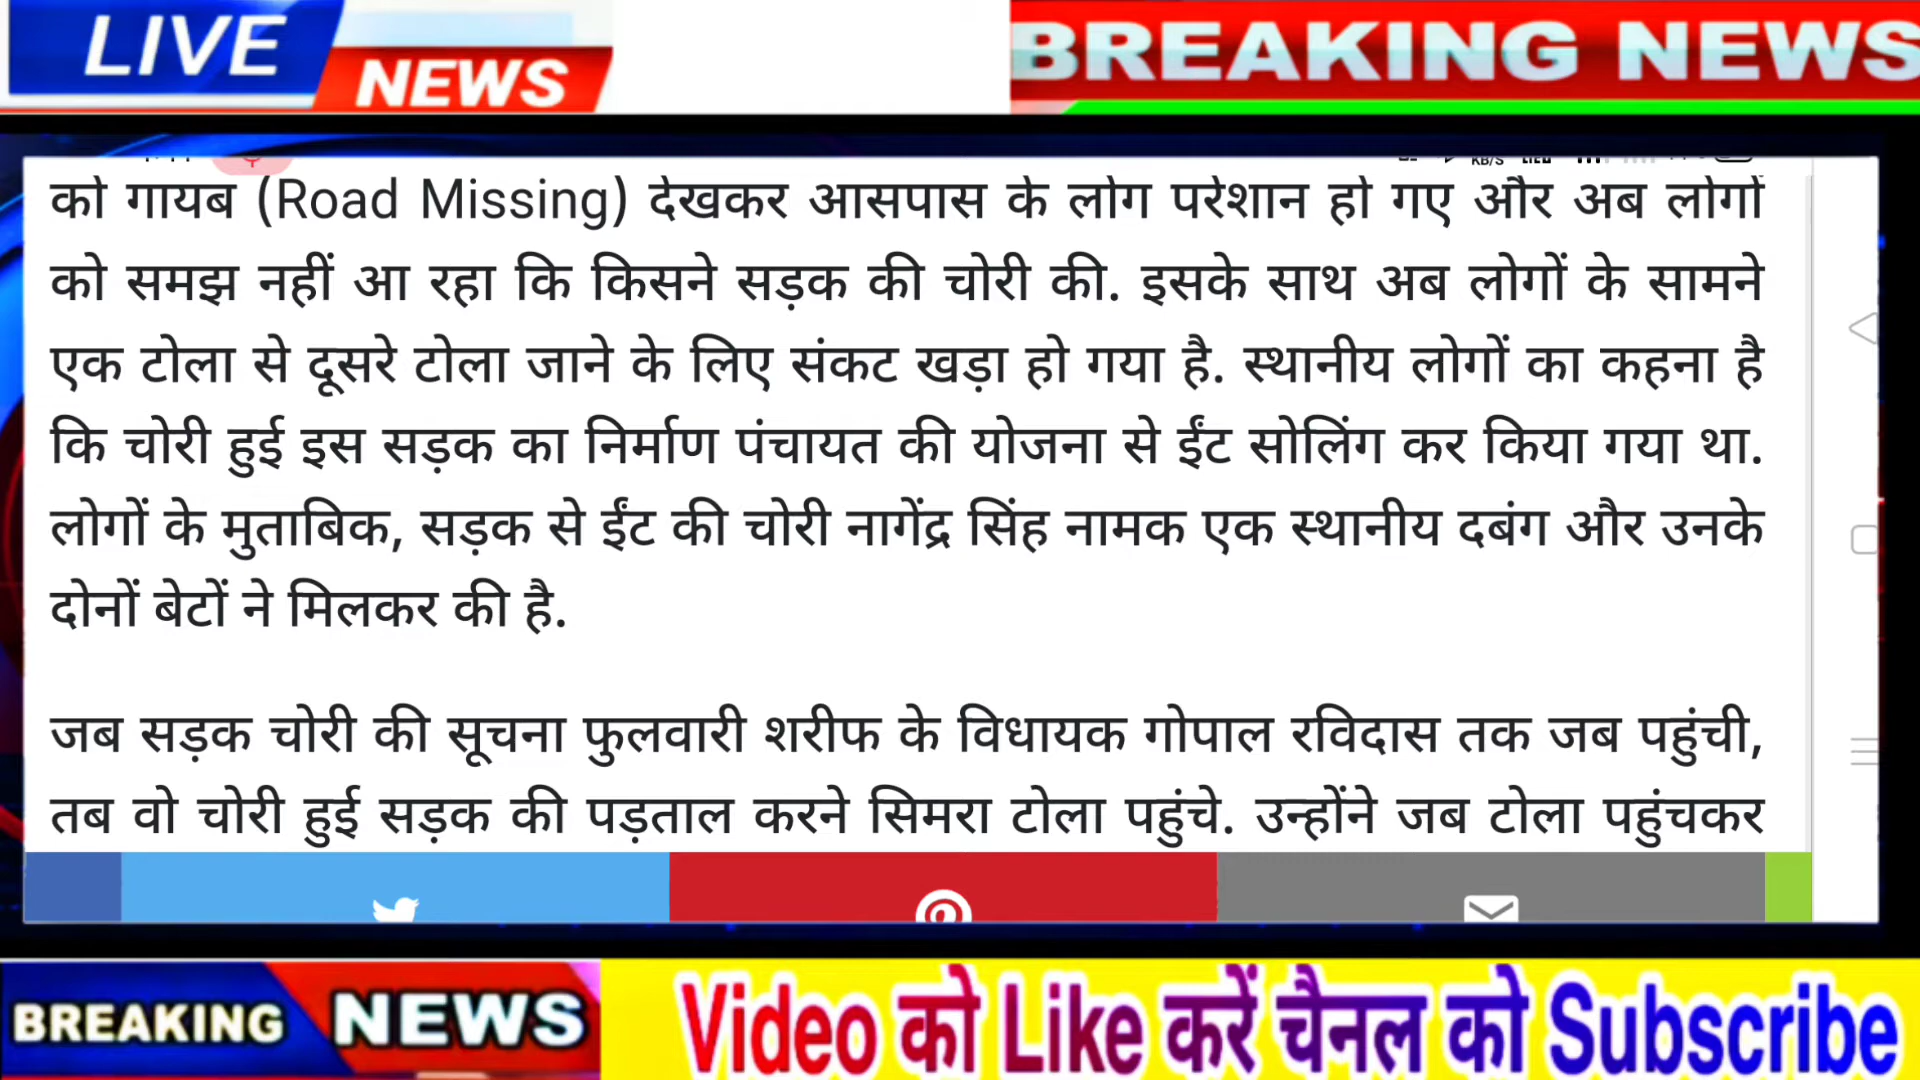 LIVE
NEWS
BREAKING NEWS
KB/S
को गायब (Road Missing) देखकर आसपास के लोग परेशान हो गए और अब लोगों
को समझ नहीं आ रहा कि किसने सड़क की चोरी की. इसके साथ अब लोगों के सामने
एक टोला से दूसरे टोला जाने के लिए संकट खड़ा हो गया है. स्थानीय लोगों का कहना है
कि चोरी हुई इस सड़क का निर्माण पंचायत की योजना से ईंट सोलिंग कर किया गया था.
लोगों के मुताबिक, सड़क से ईंट की चोरी नागेंद्र सिंह नामक एक स्थानीय दबंग और उनके
दोनों बेटों ने मिलकर की है.
जब सड़क चोरी की सूचना फुलवारी शरीफ के विधायक गोपाल रविदास तक जब पहुंची,
तब वो चोरी हुई सड़क की पड़ताल करने सिमरा टोला पहुंचे. उन्होंने जब टोला पहुंचकर
BREAKING NEWS
Video को Like करें चैनल को Subscribe